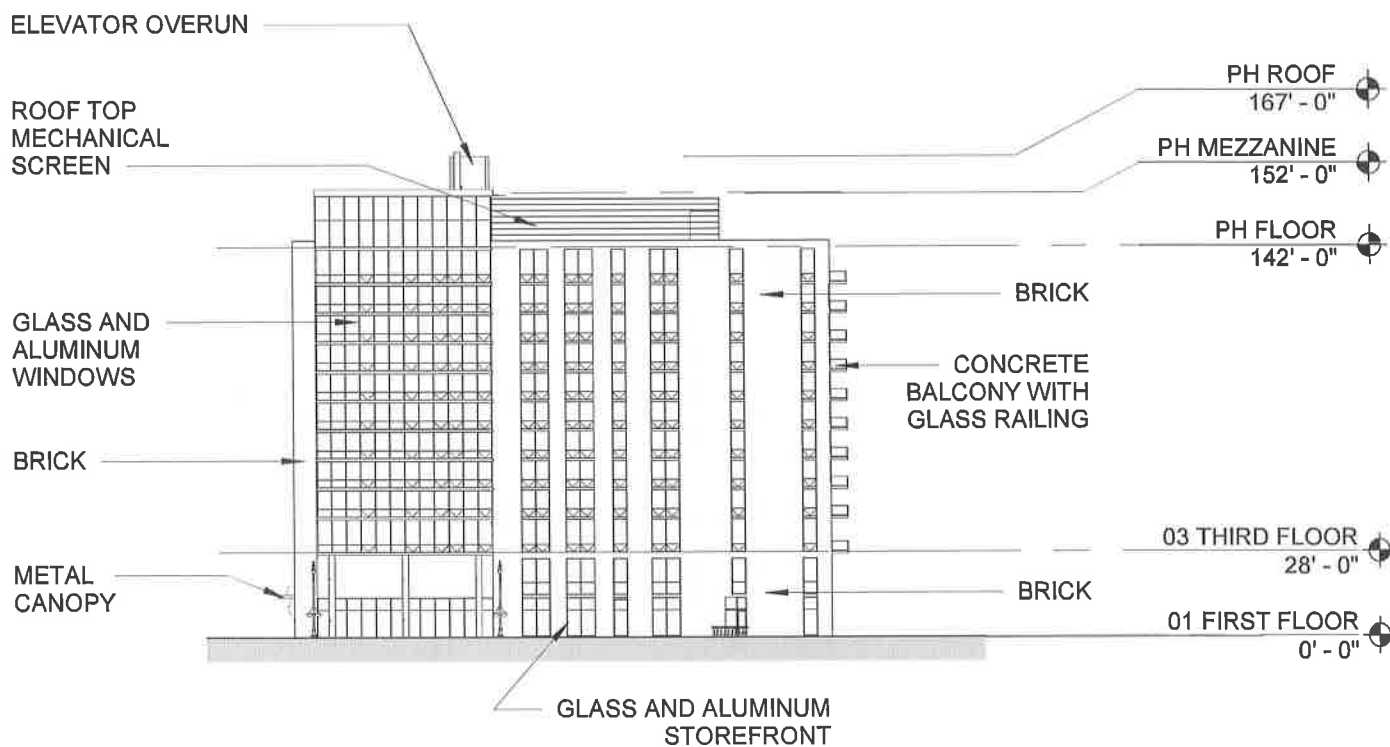 ELEVATOR OVERUN
ROOF TOP
MECHANICAL
SCREEN
GLASS AND
ALUMINUM
WINDOWS
BRICK
METAL
CANOPY
GLASS AND ALUMINUM
STOREFRONT
PH ROOF
167' - 0"
PH MEZZANINE
152' - 0"
PH FLOOR
142' - 0"
BRICK
CONCRETE
BALCONY WITH
GLASS RAILING
03 THIRD FLOOR
28' - 0"
BRICK
01 FIRST FLOOR
0' - 0"